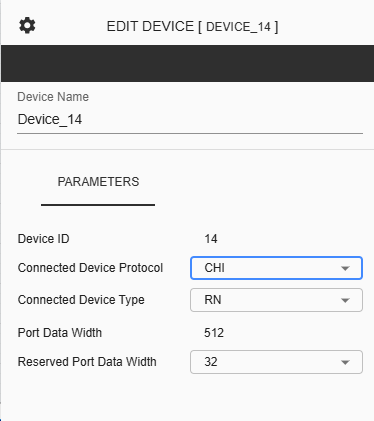 EDIT DEVICE [ DEVICE_14 ]
Device Name
Device_14
PARAMETERS
Device ID 14
Connected Device Protocol CHI
Connected Device Type RN
Port Data Width 512
Reserved Port Data Width 32